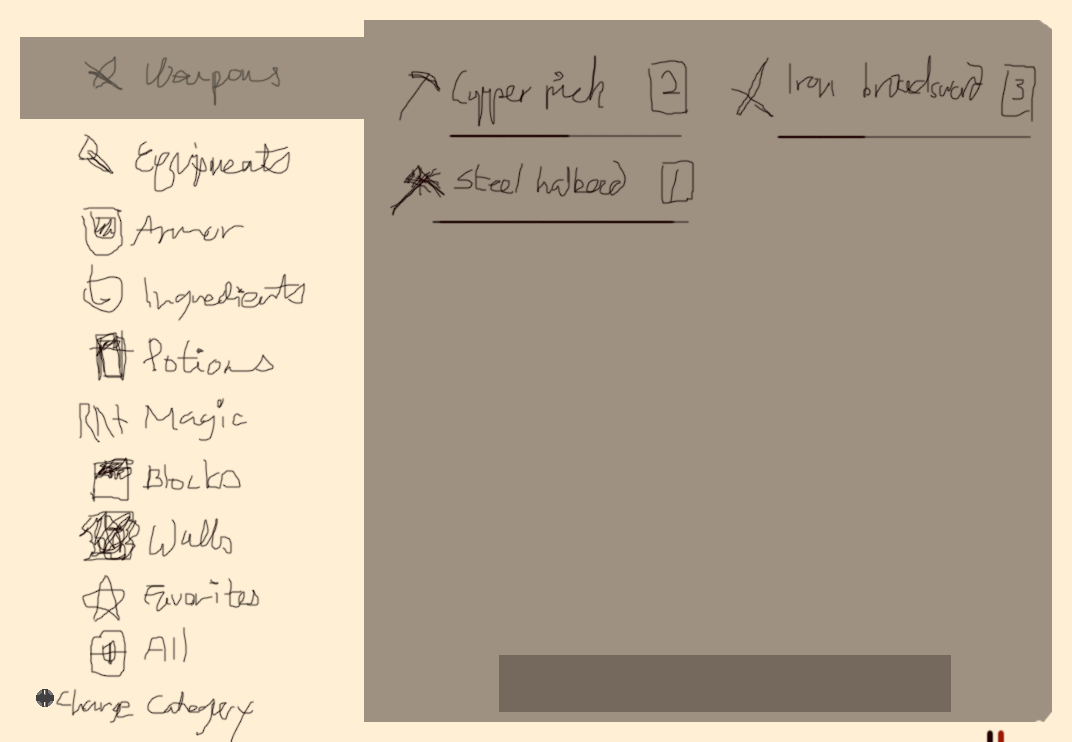 Weapons
Equipments
Armor
Ingredients
Potions
Magic
Blocks
Walls
Favorites
All
Change Category
Copper pick 2
Iron broadsword 3
Steel halberd 1